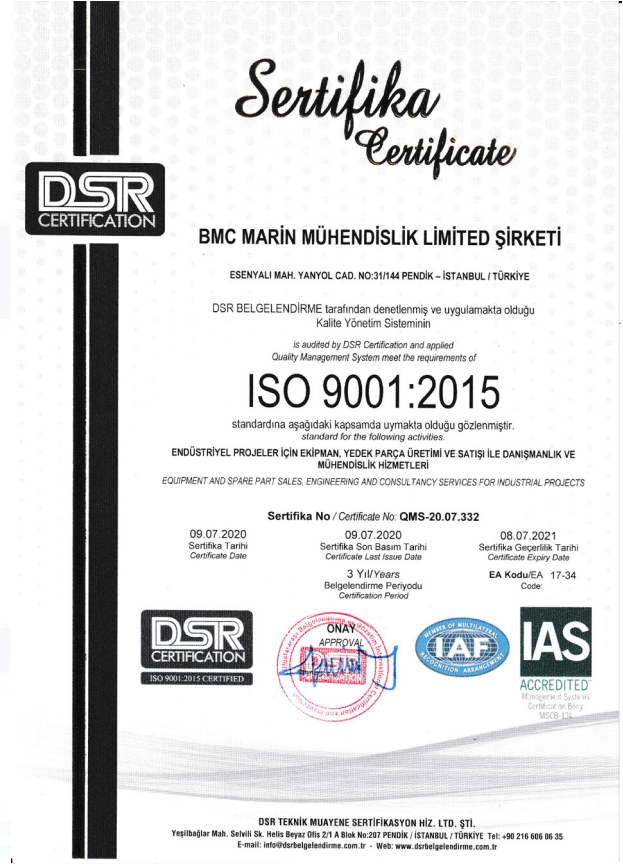 Sertifika
Certificate
DSR
CERTIFICATION
BMC MARİN MÜHENDİSLİK LİMİTED ŞİRKETİ
ESENYALI MAH. YANYOL CAD. NO:31/144 PENDİK – İSTANBUL / TÜRKİYE
DSR BELGELENDİRME tarafından denetlenmiş ve uygulamakta olduğu
Kalite Yönetim Sisteminin
is audited by DSR Certification and applied
Quality Management System meet the requirements of
ISO 9001:2015
standardına aşağıdaki kapsamda uymakta olduğu gözlenmiştir.
standard for the following activities.
ENDÜSTRİYEL PROJELER İÇİN EKİPMAN, YEDEK PARÇA ÜRETİMİ VE SATIŞI İLE DANIŞMANLIK VE
MÜHENDİSLİK HİZMETLERİ
EQUIPMENT AND SPARE PART SALES, ENGINEERING AND CONSULTANCY SERVICES FOR INDUSTRIAL PROJECTS
Sertifika No / Certificate No: QMS-20.07.332
09.07.2020
Sertifika Tarihi
Certificate Date
09.07.2020
Sertifika Son Basım Tarihi
Certificate Last Issue Date
08.07.2021
Sertifika Geçerlilik Tarihi
Certificate Expiry Date
3 Yıl/Years
Belgelendirme Periyodu
Certification Period
EA Kodu/EA 17-34
Code:
DSR
CERTIFICATION
ISO 9001:2015 CERTIFIED
ONAY
APPROVAL
MEMBER OF MULTILATERAL
IAF
RECOGNITION ARRANGEMENT
IAS
ACCREDITED
Management Systems
Certification Body
MSCB-134
DSR TEKNİK MUAYENE SERTİFİKASYON HİZ. LTD. ŞTİ.
Yeşilbağlar Mah. Selvili Sk. Helis Beyaz Ofis 2/1 A Blok No:207 PENDİK / İSTANBUL / TÜRKİYE Tel: +90 216 606 06 35
E-mail: info@dsrbelgelendirme.com.tr - Web: www.dsrbelgelendirme.com.tr